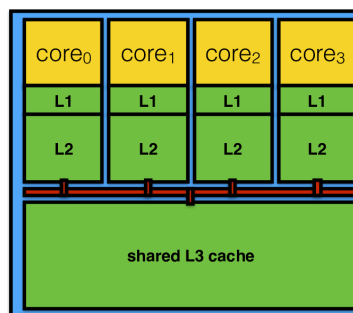 core₀ core₁ core₂ core₃
L1 L1 L1 L1
L2 L2 L2 L2
shared L3 cache